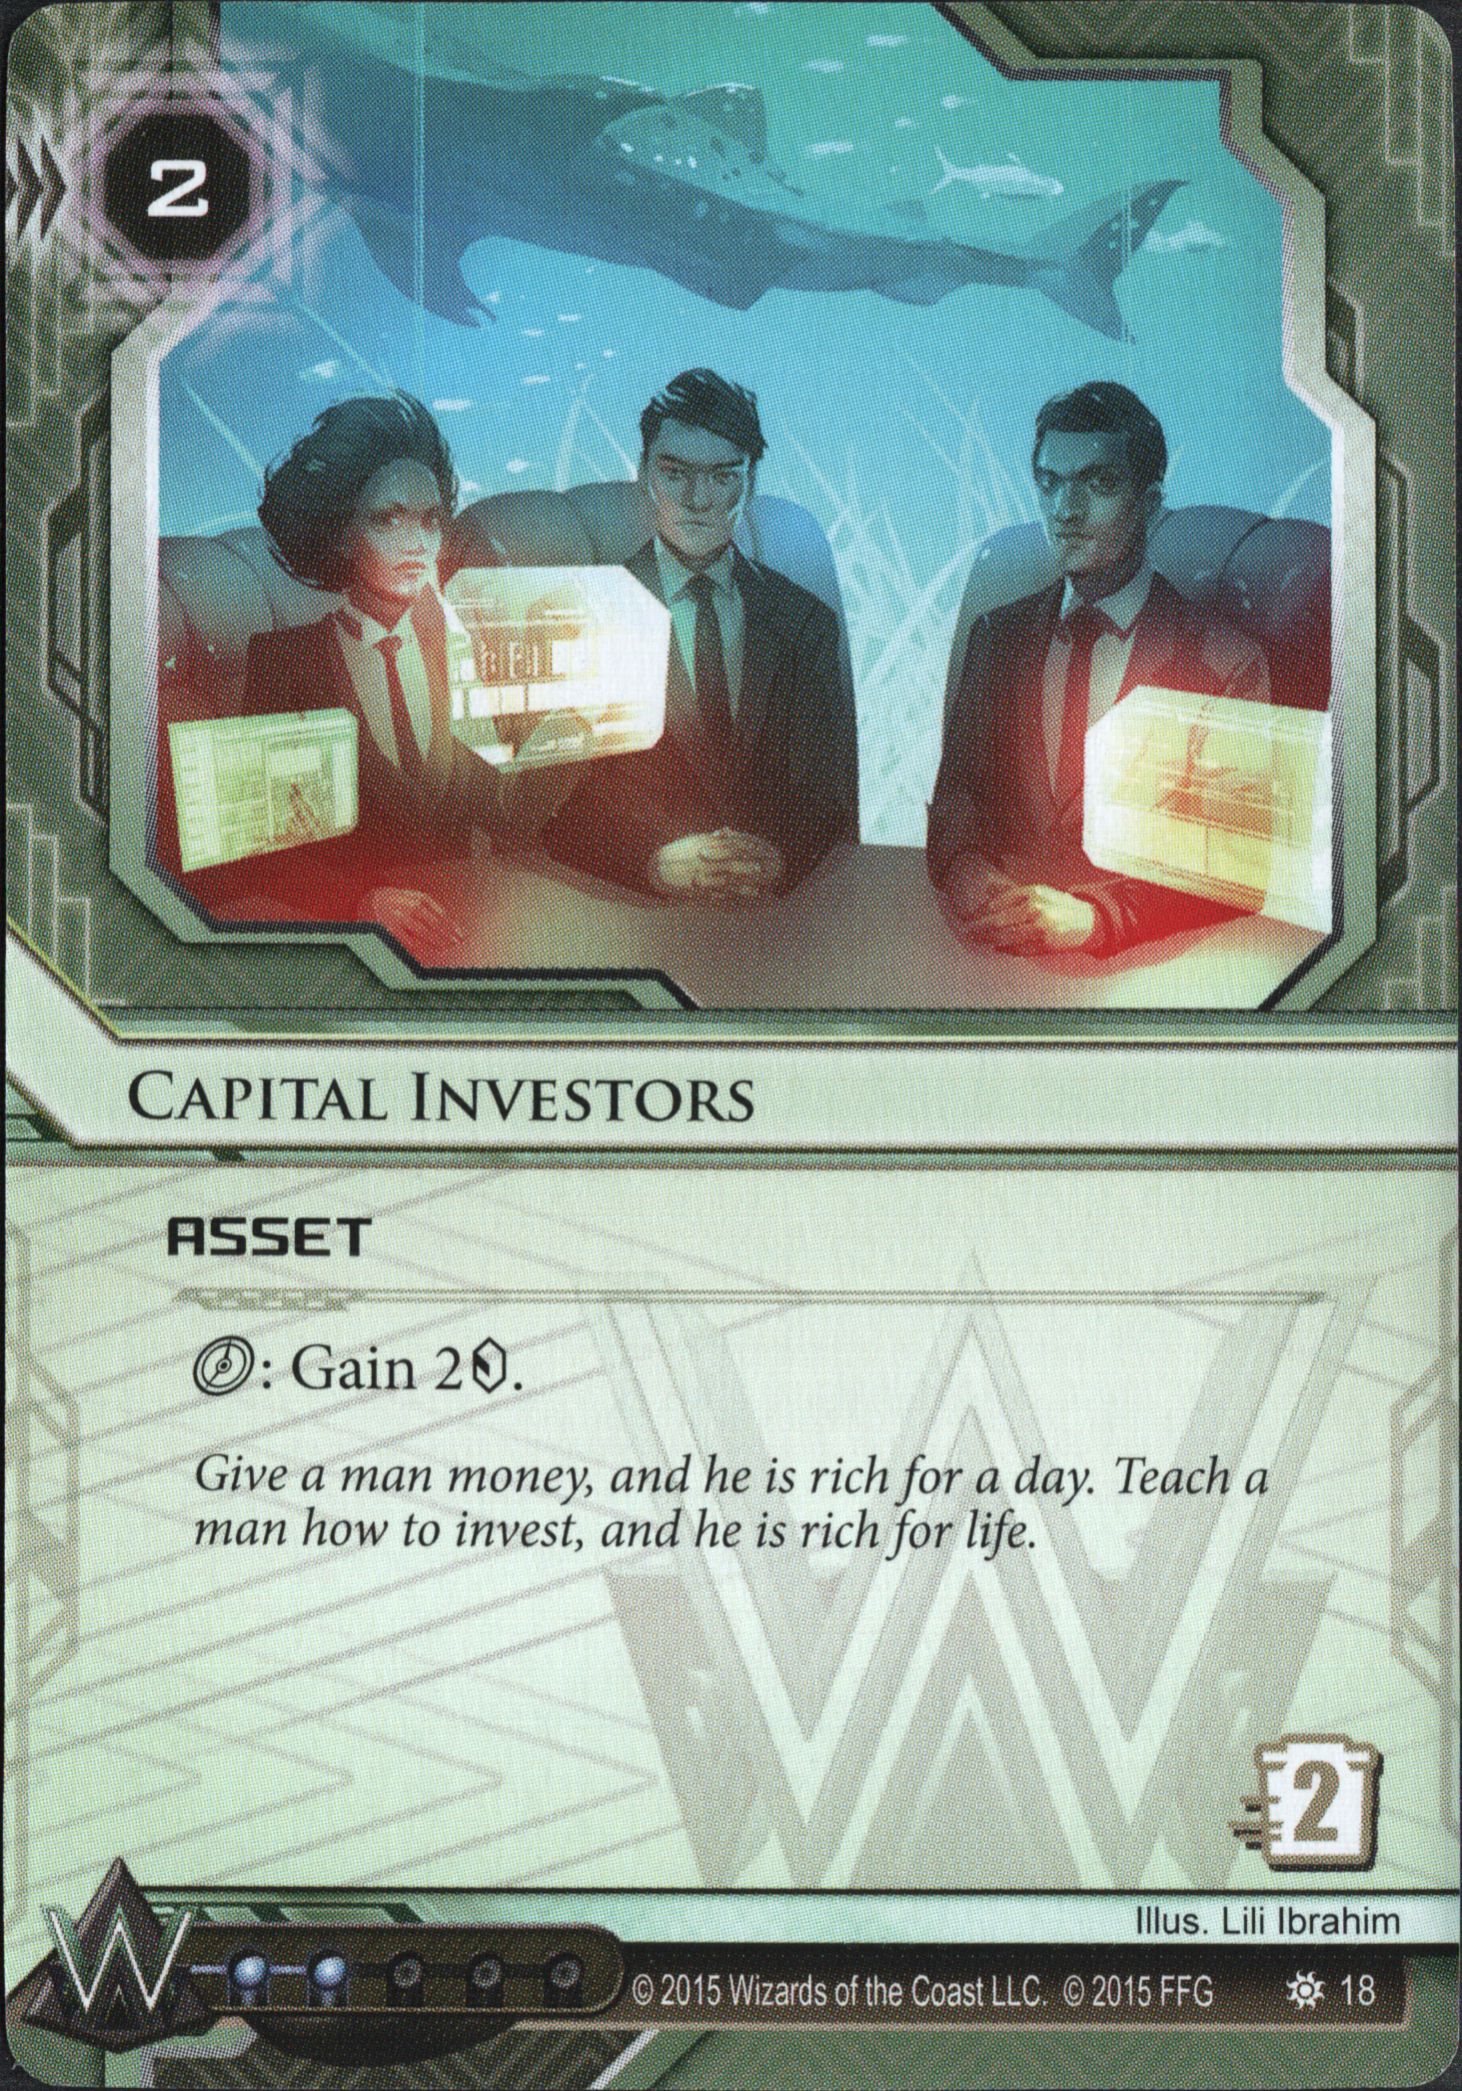 2
CAPITAL INVESTORS
ASSET
: Gain 2.
Give a man money, and he is rich for a day. Teach a
man how to invest, and he is rich for life.
2
Illus. Lili Ibrahim
W
© 2015 Wizards of the Coast LLC. © 2015 FFG 18